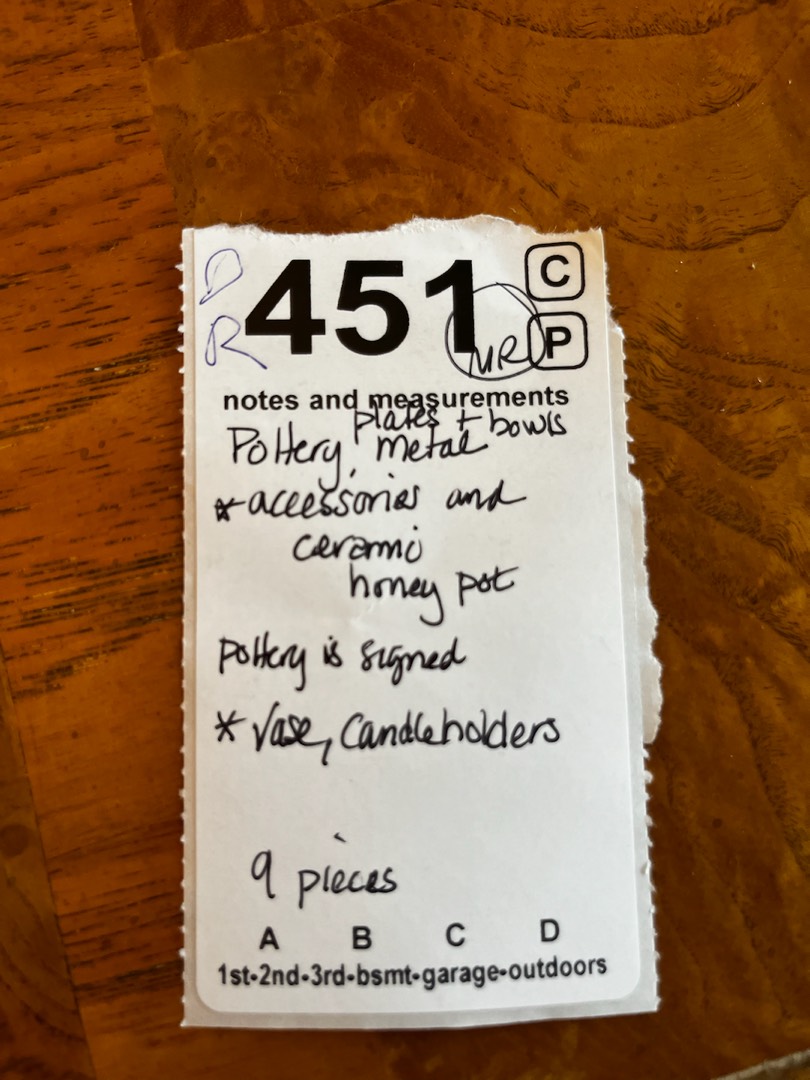 D 451 C
R MR P
notes and measurements
plates + bowls
Pottery, metal
*accessories and
cerami
honey pot
pottery is signed
* Vase, Candleholders
9 pieces
A B C D
1st-2nd-3rd-bsmt-garage-outdoors